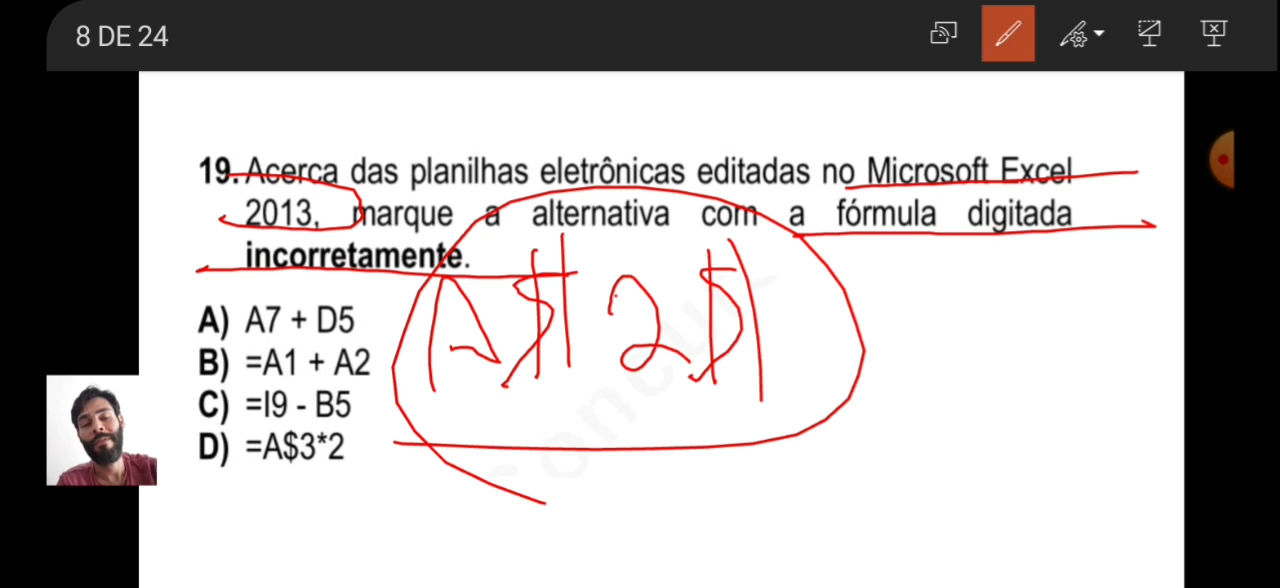 8 DE 24
19. Acerca das planilhas eletrônicas editadas no Microsoft Excel
2013, marque a alternativa com a fórmula digitada
incorretamente.
A$2$
A) A7 + D5
B) =A1 + A2
C) =I9 - B5
D) =A$3*2